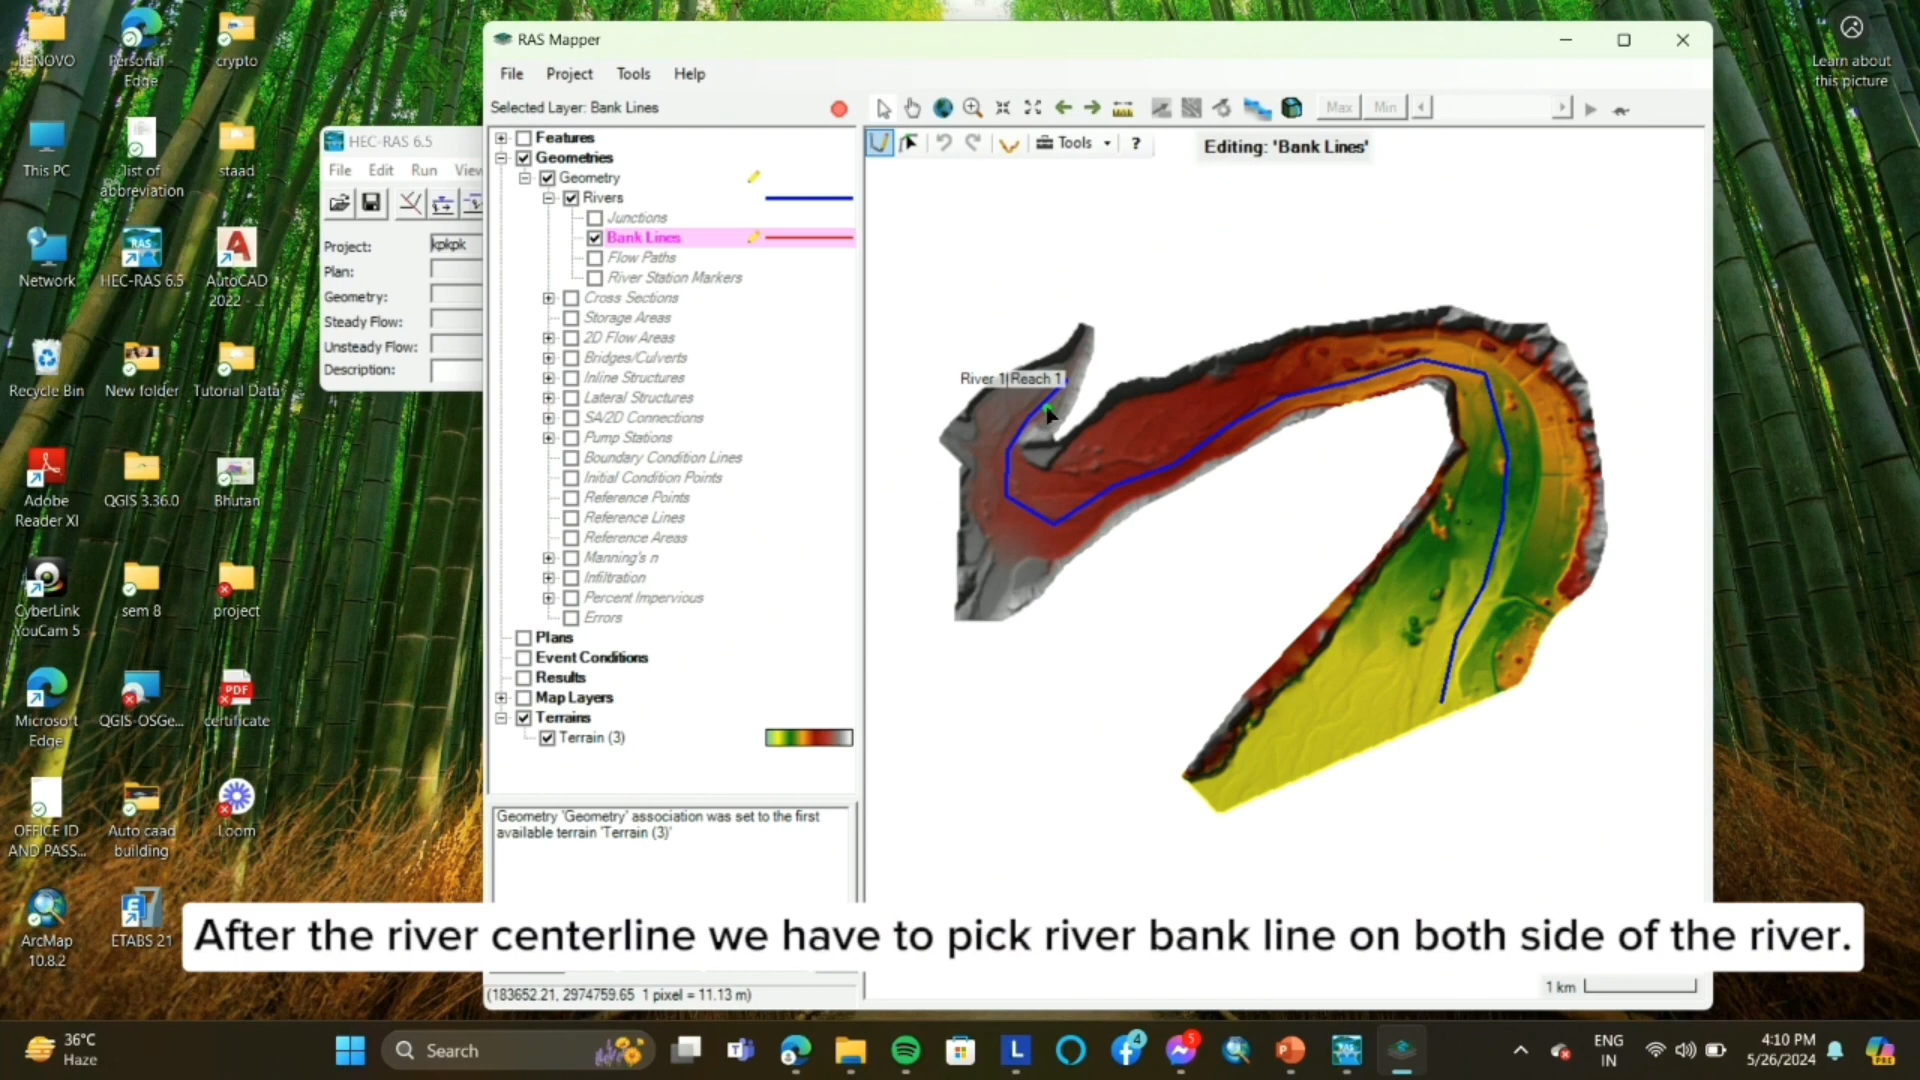 LENOVO
Personal - Edge
crypto
Learn about this picture
This PC
list of abbreviation
staad
Network
HEC-RAS 6.5
AutoCAD 2022 - ...
Recycle Bin
New folder
Tutorial Data
Adobe Reader XI
QGIS 3.36.0
Bhutan
CyberLink YouCam 5
sem 8
project
Microsoft Edge
QGIS-OSGe...
PDF
certificate
OFFICE ID AND PASS...
Auto caad building
Loom
ArcMap 10.8.2
ETABS 21
HEC-RAS 6.5
File Edit Run View
Project: kpkpk
Plan:
Geometry:
Steady Flow:
Unsteady Flow:
Description:
RAS Mapper
File Project Tools Help
Selected Layer: Bank Lines
Max Min
Tools ?
Editing: 'Bank Lines'
Features
Geometries
Geometry
Rivers
Junctions
Bank Lines
Flow Paths
River Station Markers
Cross Sections
Storage Areas
2D Flow Areas
Bridges/Culverts
Inline Structures
Lateral Structures
SA/2D Connections
Pump Stations
Boundary Condition Lines
Initial Condition Points
Reference Points
Reference Lines
Reference Areas
Manning's n
Infiltration
Percent Impervious
Errors
Plans
Event Conditions
Results
Map Layers
Terrains
Terrain (3)
River 1|Reach 1
Geometry 'Geometry' association was set to the first
available terrain 'Terrain (3)'
After the river centerline we have to pick river bank line on both side of the river.
(183652.21, 2974759.65 1 pixel = 11.13 m)
1 km
36°C
Haze
Search
4
5
ENG
IN
4:10 PM
5/26/2024